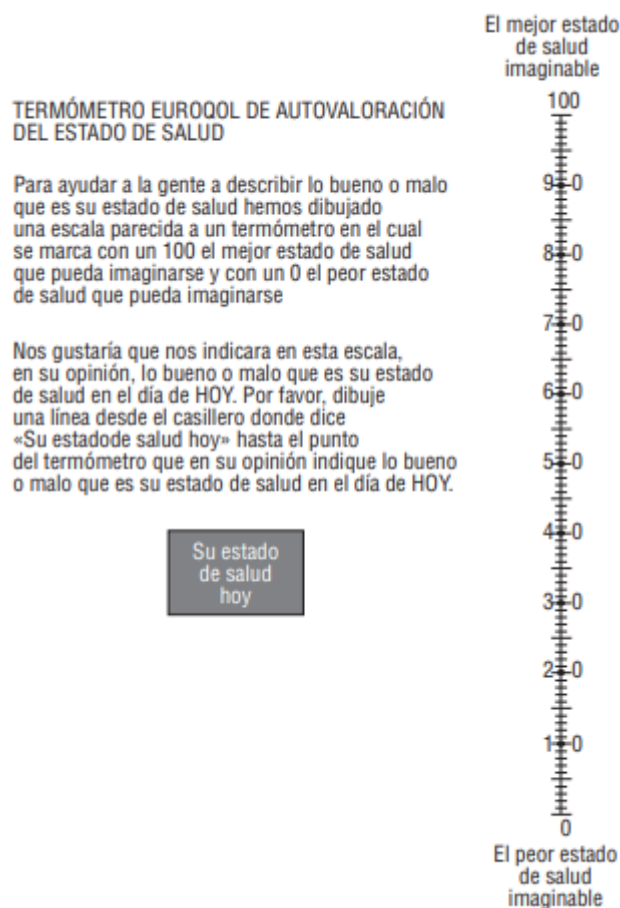 El mejor estado
de salud
imaginable
100
TERMÓMETRO EUROQOL DE AUTOVALORACIÓN
DEL ESTADO DE SALUD
Para ayudar a la gente a describir lo bueno o malo
que es su estado de salud hemos dibujado
una escala parecida a un termómetro en el cual
se marca con un 100 el mejor estado de salud
que pueda imaginarse y con un 0 el peor estado
de salud que pueda imaginarse
Nos gustaría que nos indicara en esta escala,
en su opinión, lo bueno o malo que es su estado
de salud en el día de HOY. Por favor, dibuje
una línea desde el casillero donde dice
«Su estadode salud hoy» hasta el punto
del termómetro que en su opinión indique lo bueno
o malo que es su estado de salud en el día de HOY.
Su estado
de salud
hoy
90
80
70
60
50
40
30
20
10
0
El peor estado
de salud
imaginable